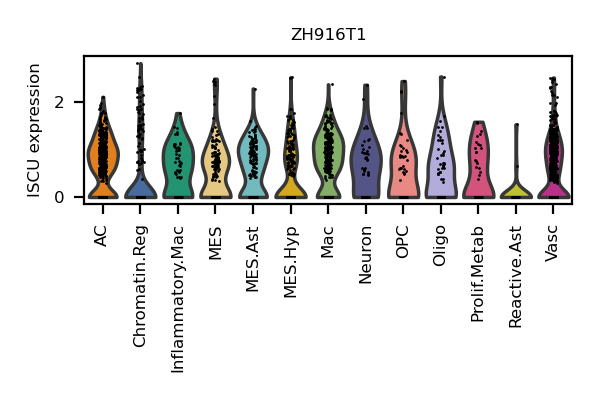 ZH916T1
ISCU expression
2
0
AC
Chromatin.Reg
Inflammatory.Mac
MES
MES.Ast
MES.Hyp
Mac
Neuron
OPC
Oligo
Prolif.Metab
Reactive.Ast
Vasc